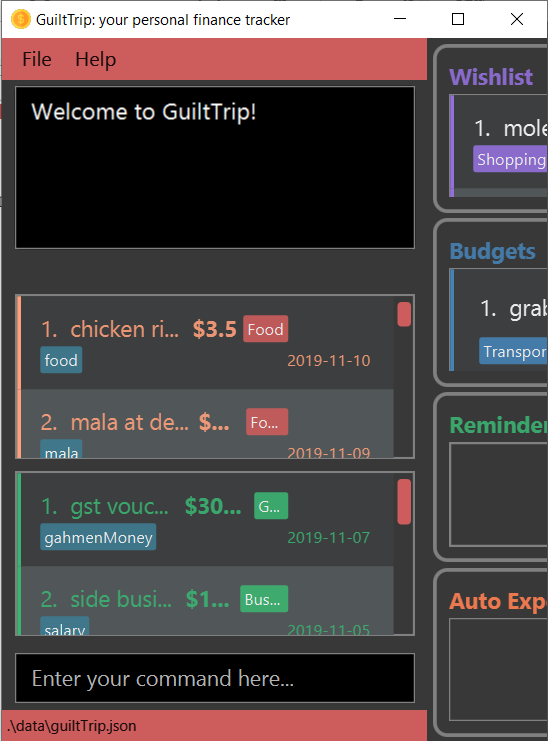 GuiltTrip: your personal finance tracker
File Help
Welcome to GuiltTrip!
1. chicken ri... $3.5 Food
food 2019-11-10
2. mala at de... $... Fo...
mala 2019-11-09
1. gst vouc... $30... G...
gahmenMoney 2019-11-07
2. side busi... $1... Bus...
salary 2019-11-05
Enter your command here...
.\data\guiltTrip.json
Wishlist
1. mole
Shopping
Budgets
1. grab
Transpor
Reminder
Auto Exp